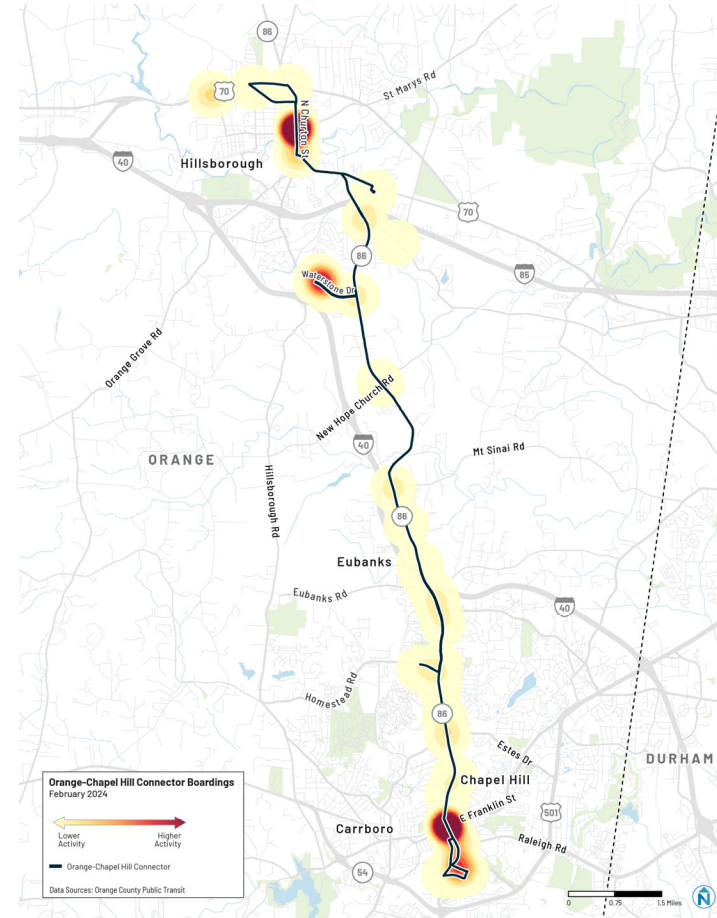 86
70
St Marys Rd
N Churton St
40
Hillsborough
70
86
85
Waterstone Dr
Orange Grove Rd
New Hope Church Rd
40
ORANGE
Mt Sinai Rd
Hillsborough Rd
86
Eubanks
Eubanks Rd
40
Homestead Rd
86
Estes Dr
DURHAM
Chapel Hill
E Franklin St
501
Carrboro
Raleigh Rd
54
Orange-Chapel Hill Connector Boardings
February 2024
Lower
Activity
Higher
Activity
Orange-Chapel Hill Connector
Data Sources: Orange County Public Transit
0 0.75 1.5 Miles
N